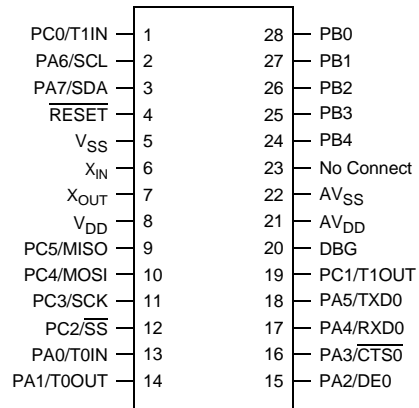 PC0/T1IN 1 28 PB0
PA6/SCL 2 27 PB1
PA7/SDA 3 26 PB2
RESET 4 25 PB3
VSS 5 24 PB4
XIN 6 23 No Connect
XOUT 7 22 AVSS
VDD 8 21 AVDD
PC5/MISO 9 20 DBG
PC4/MOSI 10 19 PC1/T1OUT
PC3/SCK 11 18 PA5/TXD0
PC2/SS 12 17 PA4/RXD0
PA0/T0IN 13 16 PA3/CTS0
PA1/T0OUT 14 15 PA2/DE0